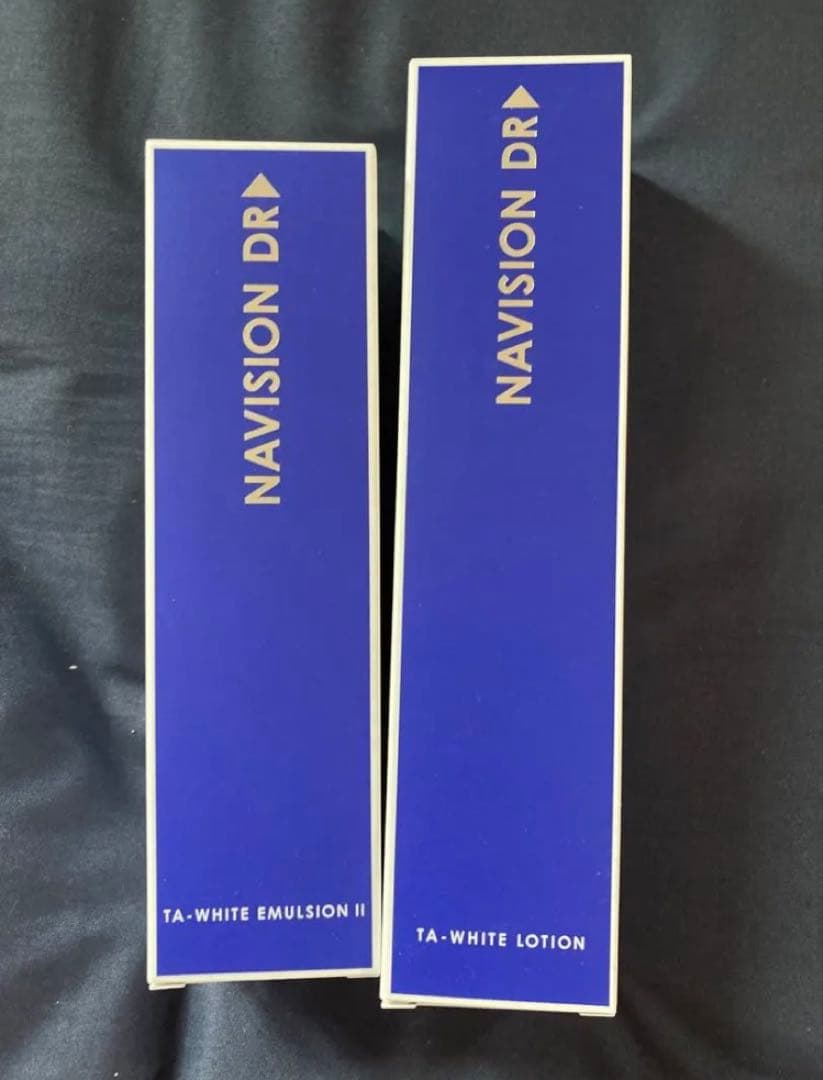 NAVISION DR
TA-WHITE EMULSION II
NAVISION DR
TA-WHITE LOTION